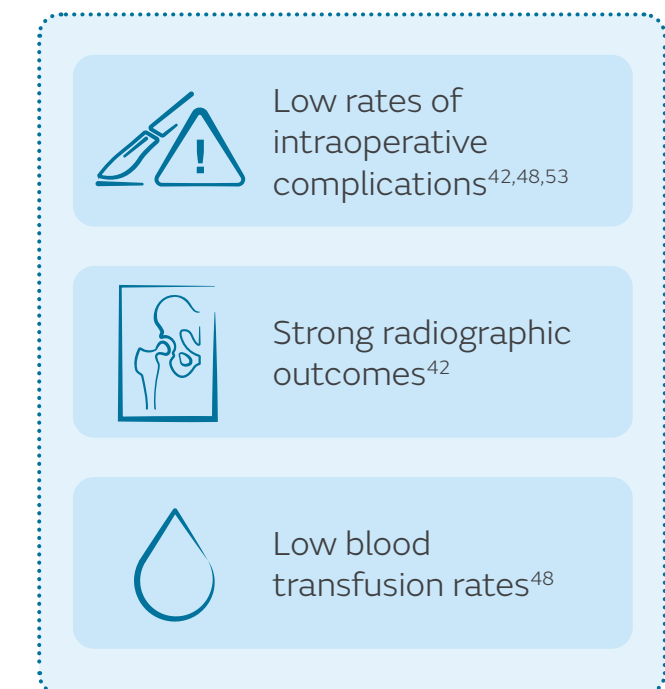 Low rates of
intraoperative
complications42,48,53
Strong radiographic
outcomes42
Low blood
transfusion rates48